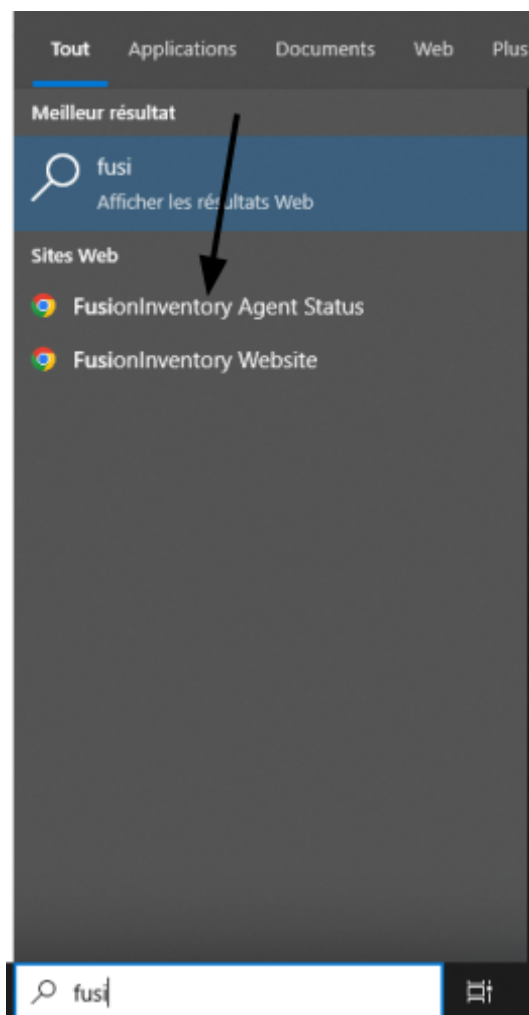 Tout Applications Documents Web Plus
Meilleur résultat
fusi
Afficher les résultats Web
Sites Web
FusionInventory Agent Status
FusionInventory Website
fusi